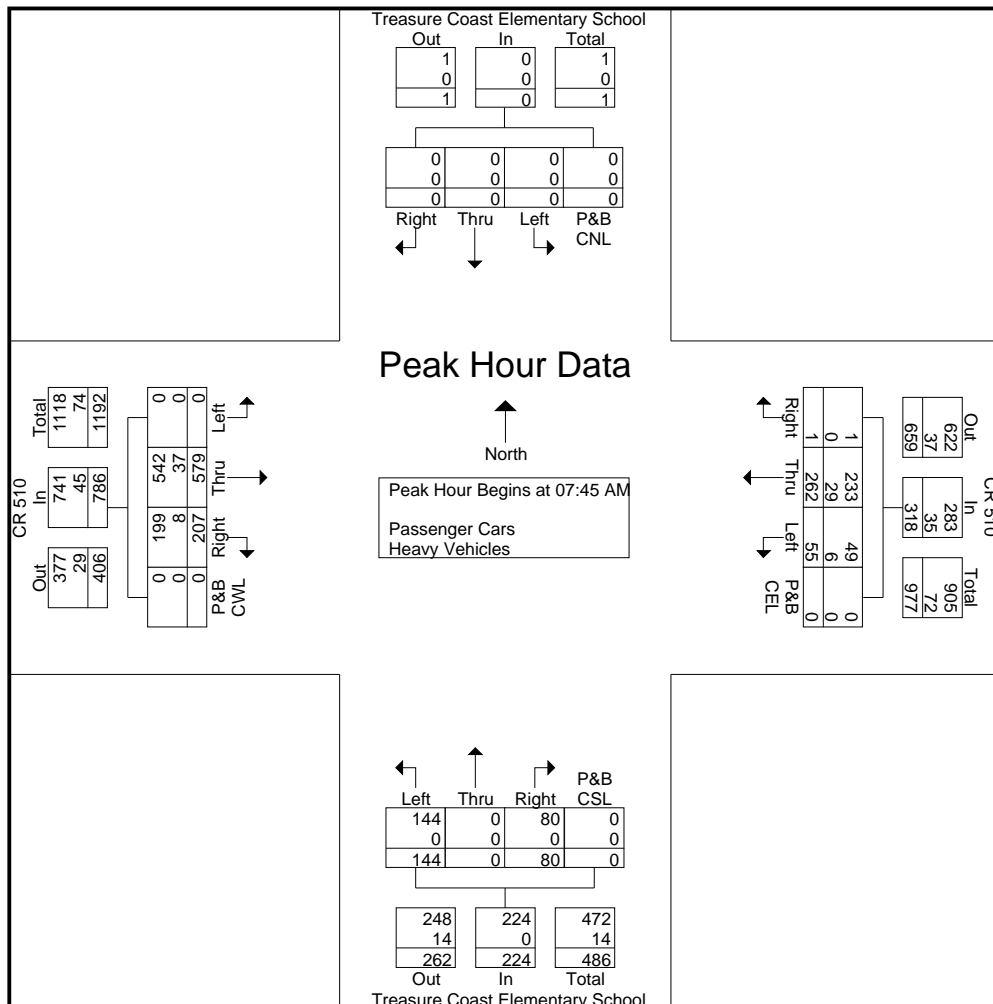 Treasure Coast Elementary School
Out In Total
1 0 1
0 0 0
1 0 1
0 0 0 0
0 0 0 0
0 0 0 0
Right Thru Left P&B
CNL
Peak Hour Data
North
Peak Hour Begins at 07:45 AM
Passenger Cars
Heavy Vehicles
CR 510
Total In Out
1118 741 377
74 45 29
1192 786 406
0 542 199 0
0 37 8 0
0 579 207 0
Left Thru Right P&B
CWL
CR 510
Out In Total
622 283 905
37 35 72
659 318 977
1 233 49 0
0 29 6 0
1 262 55 0
Right Thru Left P&B
CEL
Left Thru Right P&B
CSL
144 0 80 0
0 0 0 0
144 0 80 0
248 224 472
14 0 14
262 224 486
Out In Total
Treasure Coast Elementary School